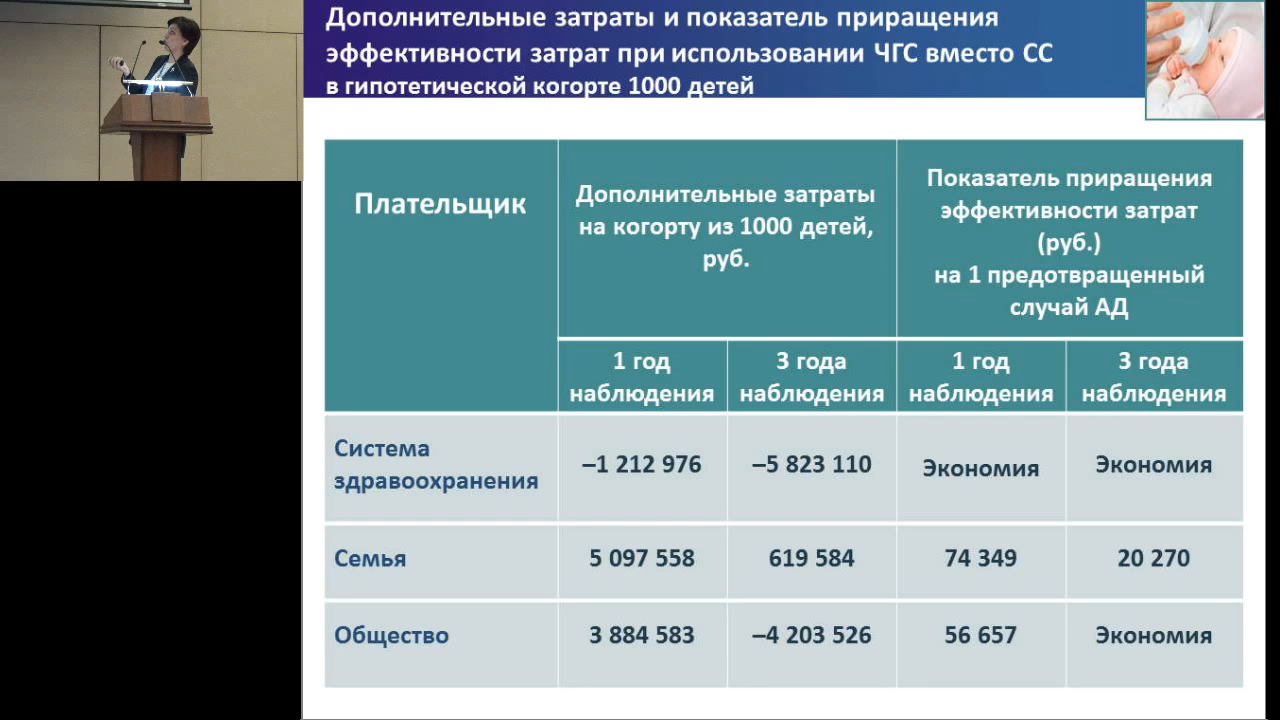 Дополнительные затраты и показатель приращения
эффективности затрат при использовании ЧГС вместо СС
в гипотетической когорте 1000 детей
Плательщик
Дополнительные затраты
на когорту из 1000 детей,
руб.
Показатель приращения
эффективности затрат
(руб.)
на 1 предотвращенный
случай АД
1 год
наблюдения
3 года
наблюдения
1 год
наблюдения
3 года
наблюдения
Система
здравоохранения
–1 212 976
–5 823 110
Экономия
Экономия
Семья
5 097 558
619 584
74 349
20 270
Общество
3 884 583
–4 203 526
56 657
Экономия